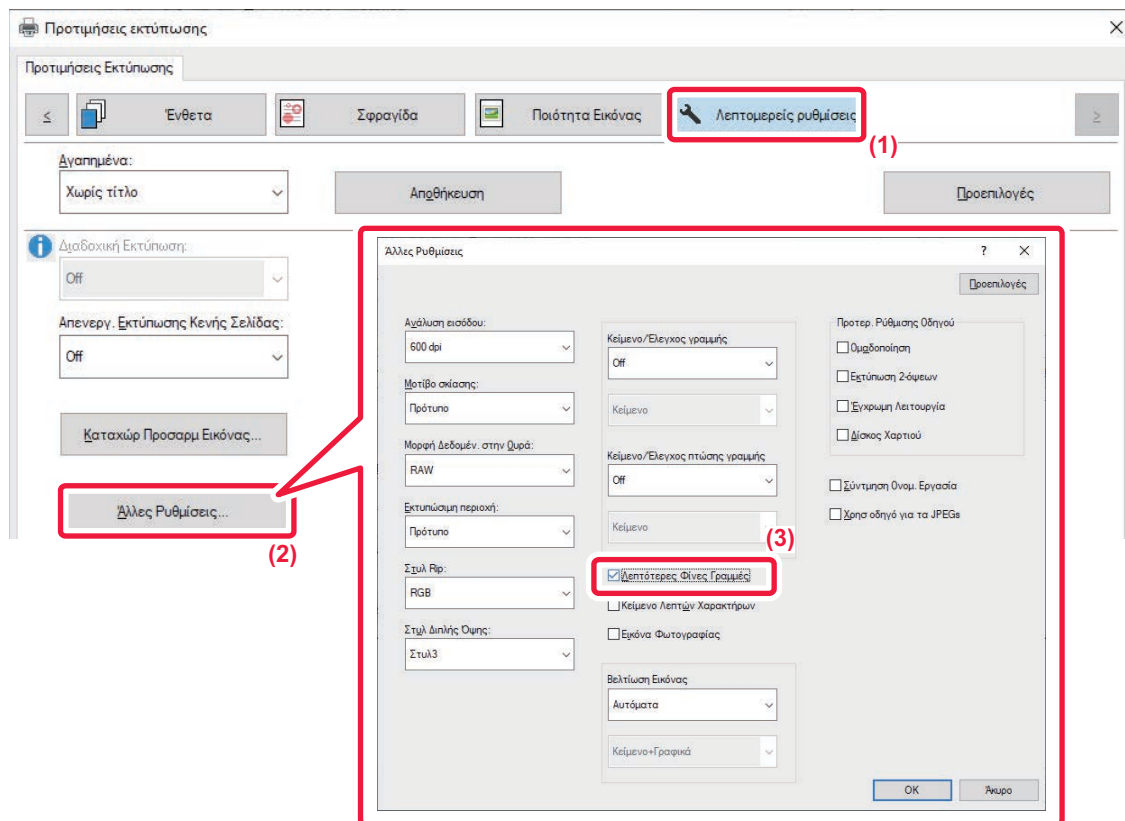 Προτιμήσεις εκτύπωσης
Προτιμήσεις Εκτύπωσης
< Ένθετα Σφραγίδα Ποιότητα Εικόνας Λεπτομερείς ρυθμίσεις >
(1)
Αγαπημένα:
Χωρίς τίτλο Αποθήκευση Προεπιλογές
Διαδοχική Εκτύπωση:
Off
Απενεργ. Εκτύπωσης Κενής Σελίδας:
Off
Καταχώρ Προσαρμ Εικόνας...
Άλλες Ρυθμίσεις...
(2)
Άλλες Ρυθμίσεις ?
Προεπιλογές
Ανάλυση εισόδου:
600 dpi
Μοτίβο σκίασης:
Πρότυπο
Μορφή Δεδομέν. στην Ουρά:
RAW
Εκτυπώσιμη περιοχή:
Πρότυπο
Στυλ Rip:
RGB
Στυλ Διπλής Όψης:
Στυλ3
Κείμενο/Έλεγχος γραμμής
Off
Κείμενο
Κείμενο/Έλεγχος πτώσης γραμμής
Off
Κείμενο
(3)
Λεπτότερες Φίνες Γραμμές
Κείμενο Λεπτών Χαρακτήρων
Εικόνα Φωτογραφίας
Βελτίωση Εικόνας
Αυτόματα
Κείμενο+Γραφικά
Προτερ. Ρύθμισης Οδηγού
Ομαδοποίηση
Εκτύπωση 2-όψεων
Έγχρωμη Λειτουργία
Δίσκος Χαρτιού
Σύντμηση Ονομ. Εργασία
Χρησ οδηγό για τα JPEGs
OK Άκυρο